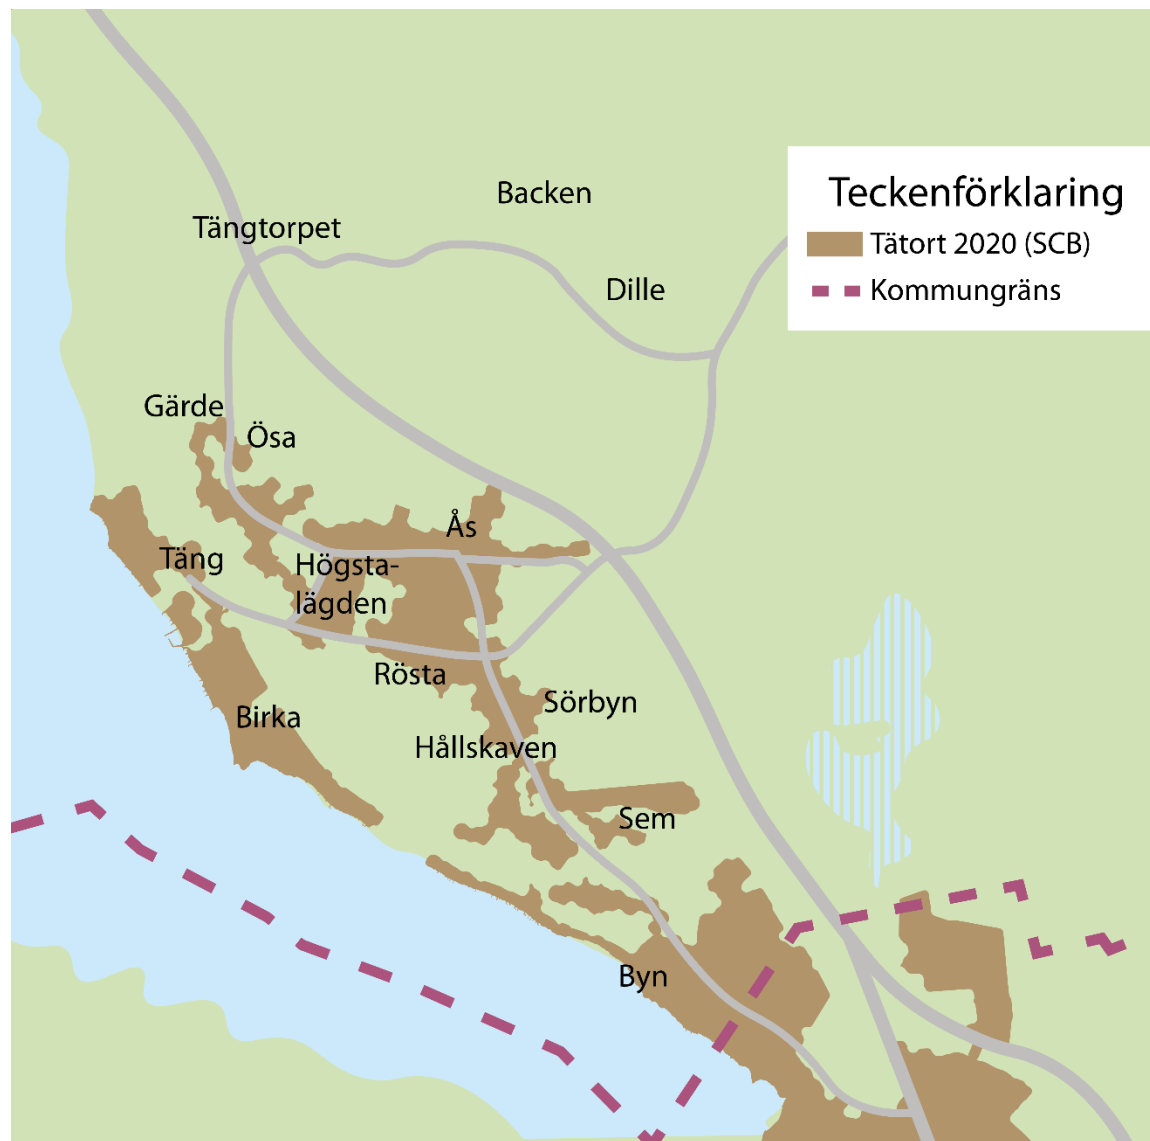 Backen
Teckenförklaring
Tängtorpet
Tätort 2020 (SCB)
Dille
Kommungräns
Gärde
Ösa
Ås
Täng
Högsta-
lägden
Rösta
Sörbyn
Birka
Hållskaven
Sem
Byn